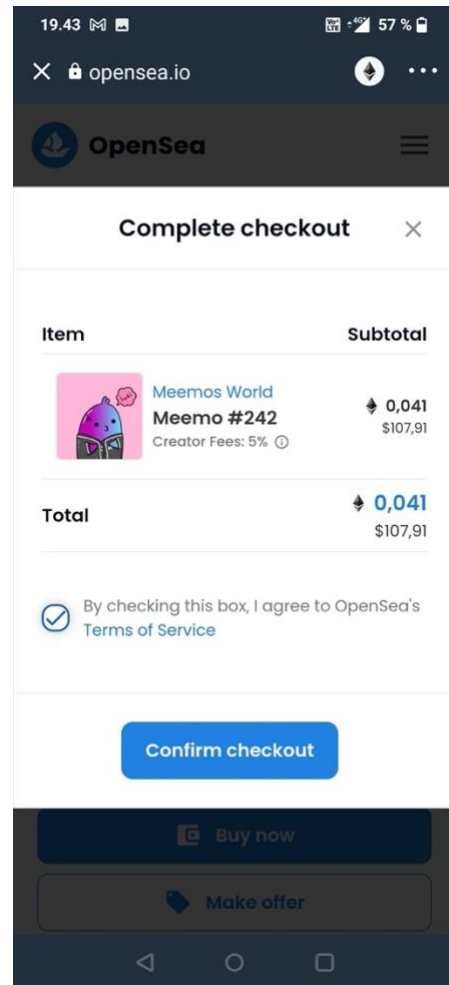 19.43 57 %
opensea.io
OpenSea
Complete checkout
Item Subtotal
Meemos World
Meemo #242
Creator Fees: 5%
0,041
$107,91
Total
0,041
$107,91
By checking this box, I agree to OpenSea's
Terms of Service
Confirm checkout
Buy now
Make offer